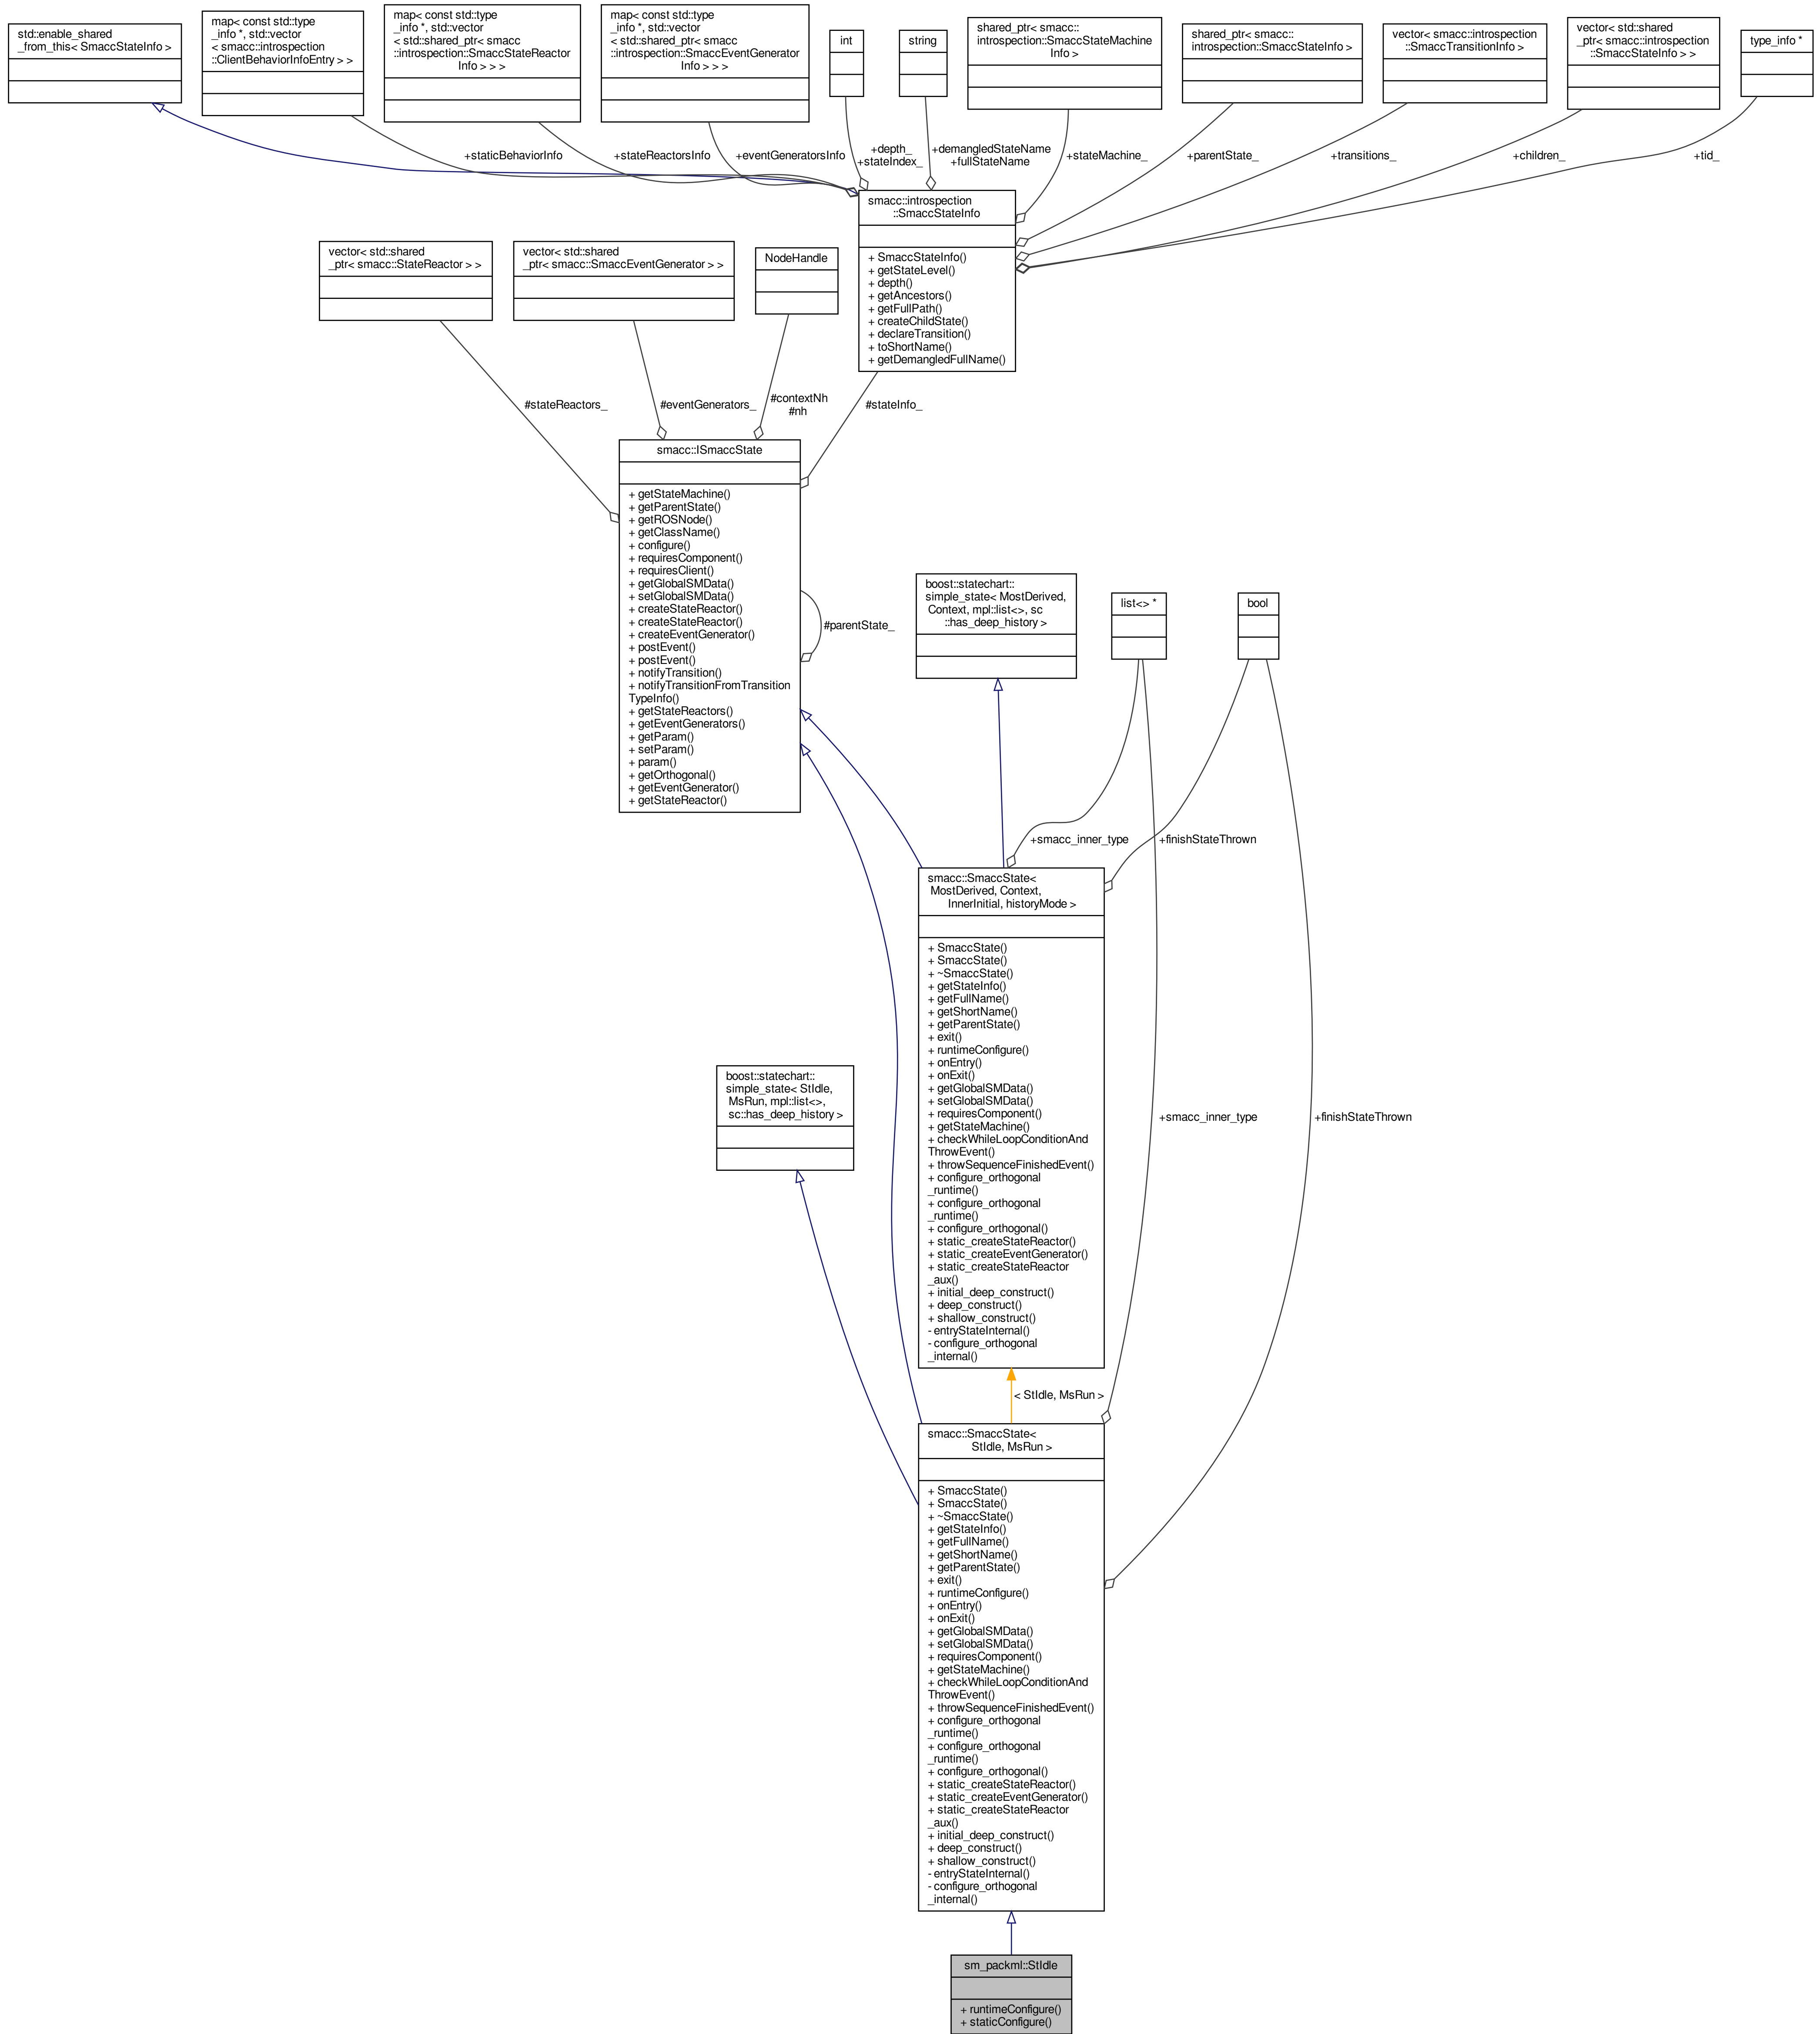 std::enable_shared
_from_this< SmaccStateInfo >
map< const std::type
_info *, std::vector
< smacc::introspection
::ClientBehaviorInfoEntry > >
map< const std::type
_info *, std::vector
< std::shared_ptr< smacc
::introspection::SmaccStateReactor
Info > > >
map< const std::type
_info *, std::vector
< std::shared_ptr< smacc
::introspection::SmaccEventGenerator
Info > > >
int
string
shared_ptr< smacc::
introspection::SmaccStateMachine
Info >
shared_ptr< smacc::
introspection::SmaccStateInfo >
vector< smacc::introspection
::SmaccTransitionInfo >
vector< std::shared
_ptr< smacc::introspection
::SmaccStateInfo > >
type_info *
+staticBehaviorInfo
+stateReactorsInfo
+eventGeneratorsInfo
+depth_
+stateIndex_
+demangledStateName
+fullStateName
+stateMachine_
+parentState_
+transitions_
+children_
+tid_
smacc::introspection
::SmaccStateInfo
+ SmaccStateInfo()
+ getStateLevel()
+ depth()
+ getAncestors()
+ getFullPath()
+ createChildState()
+ declareTransition()
+ toShortName()
+ getDemangledFullName()
vector< std::shared
_ptr< smacc::StateReactor > >
vector< std::shared
_ptr< smacc::SmaccEventGenerator > >
NodeHandle
#stateReactors_
#eventGenerators_
#contextNh
#nh
#stateInfo_
smacc::ISmaccState
+ getStateMachine()
+ getParentState()
+ getROSNode()
+ getClassName()
+ configure()
+ requiresComponent()
+ requiresClient()
+ getGlobalSMData()
+ setGlobalSMData()
+ createStateReactor()
+ createStateReactor()
+ createEventGenerator()
+ postEvent()
+ postEvent()
+ notifyTransition()
+ notifyTransitionFromTransition
TypeInfo()
+ getStateReactors()
+ getEventGenerators()
+ getParam()
+ setParam()
+ param()
+ getOrthogonal()
+ getEventGenerator()
+ getStateReactor()
#parentState_
boost::statechart::
simple_state< MostDerived,
Context, mpl::list<>, sc
::has_deep_history >
list<> *
bool
+smacc_inner_type
+finishStateThrown
smacc::SmaccState<
MostDerived, Context,
InnerInitial, historyMode >
+ SmaccState()
+ SmaccState()
+ ~SmaccState()
+ getStateInfo()
+ getFullName()
+ getShortName()
+ getParentState()
+ exit()
+ runtimeConfigure()
+ onEntry()
+ onExit()
+ getGlobalSMData()
+ setGlobalSMData()
+ requiresComponent()
+ getStateMachine()
+ checkWhileLoopConditionAnd
ThrowEvent()
+ throwSequenceFinishedEvent()
+ configure_orthogonal
_runtime()
+ configure_orthogonal
_runtime()
+ configure_orthogonal()
+ static_createStateReactor()
+ static_createEventGenerator()
+ static_createStateReactor
_aux()
+ initial_deep_construct()
+ deep_construct()
+ shallow_construct()
- entryStateInternal()
- configure_orthogonal
_internal()
boost::statechart::
simple_state< StIdle,
MsRun, mpl::list<>,
sc::has_deep_history >
+smacc_inner_type
+finishStateThrown
< StIdle, MsRun >
smacc::SmaccState<
StIdle, MsRun >
+ SmaccState()
+ SmaccState()
+ ~SmaccState()
+ getStateInfo()
+ getFullName()
+ getShortName()
+ getParentState()
+ exit()
+ runtimeConfigure()
+ onEntry()
+ onExit()
+ getGlobalSMData()
+ setGlobalSMData()
+ requiresComponent()
+ getStateMachine()
+ checkWhileLoopConditionAnd
ThrowEvent()
+ throwSequenceFinishedEvent()
+ configure_orthogonal
_runtime()
+ configure_orthogonal
_runtime()
+ configure_orthogonal()
+ static_createStateReactor()
+ static_createEventGenerator()
+ static_createStateReactor
_aux()
+ initial_deep_construct()
+ deep_construct()
+ shallow_construct()
- entryStateInternal()
- configure_orthogonal
_internal()
sm_packml::StIdle
+ runtimeConfigure()
+ staticConfigure()